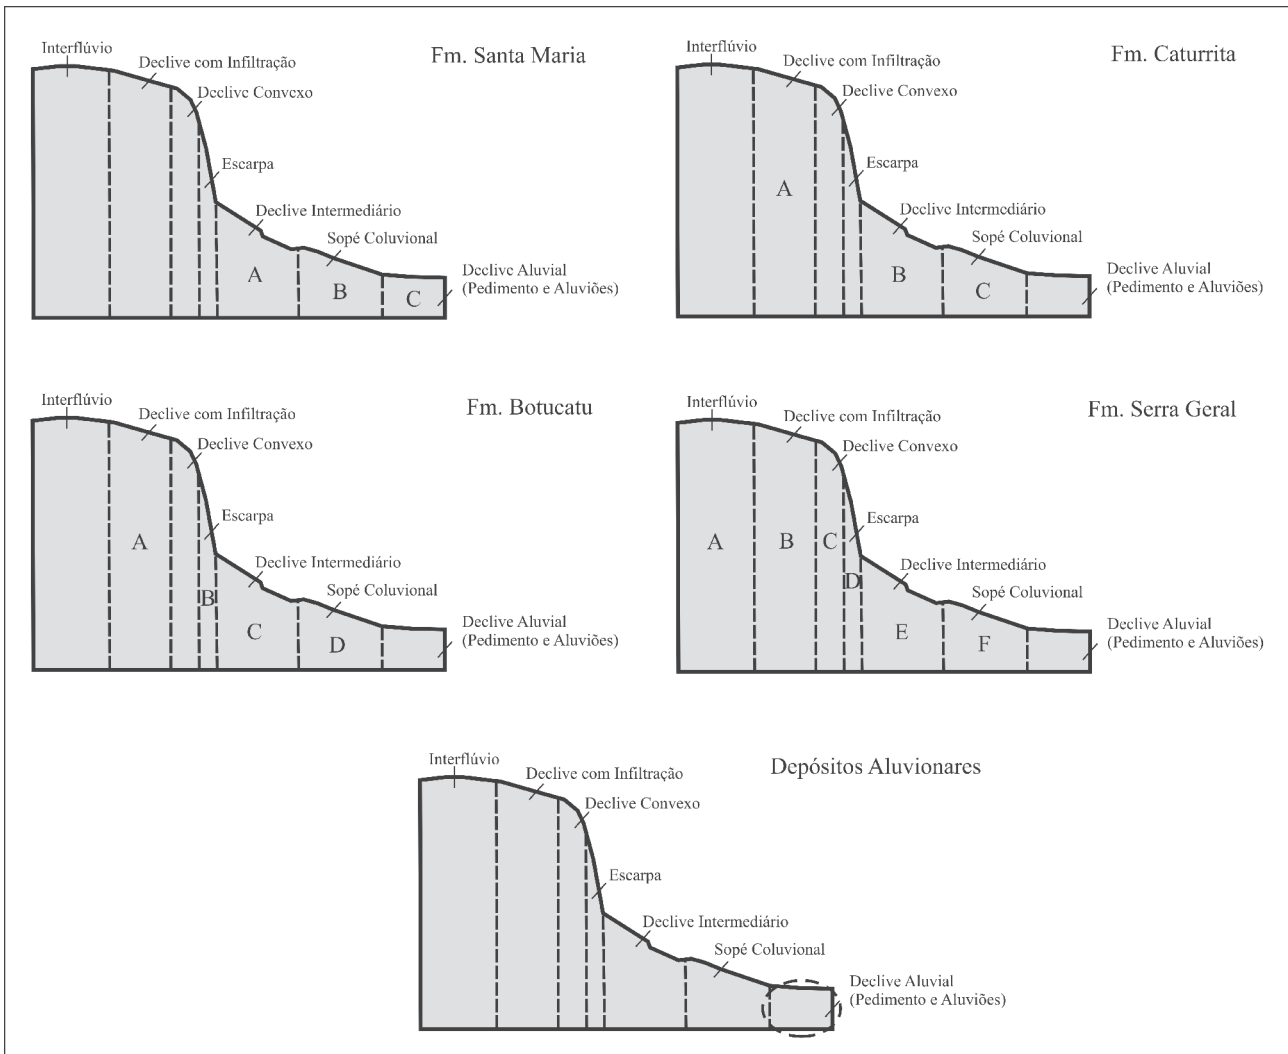 Fm. Santa Maria
Interflúvio
Declive com Infiltração
Declive Convexo
Escarpa
Declive Intermediário
Sopé Coluvional
Declive Aluvial
(Pedimento e Aluviões)
A
B
C
Fm. Caturrita
Interflúvio
Declive com Infiltração
Declive Convexo
Escarpa
Declive Intermediário
Sopé Coluvional
Declive Aluvial
(Pedimento e Aluviões)
A
B
C
Fm. Botucatu
Interflúvio
Declive com Infiltração
Declive Convexo
Escarpa
Declive Intermediário
Sopé Coluvional
Declive Aluvial
(Pedimento e Aluviões)
A
B
C
D
Fm. Serra Geral
Interflúvio
Declive com Infiltração
Declive Convexo
Escarpa
Declive Intermediário
Sopé Coluvional
Declive Aluvial
(Pedimento e Aluviões)
A
B
C
D
E
F
Depósitos Aluvionares
Interflúvio
Declive com Infiltração
Declive Convexo
Escarpa
Declive Intermediário
Sopé Coluvional
Declive Aluvial
(Pedimento e Aluviões)